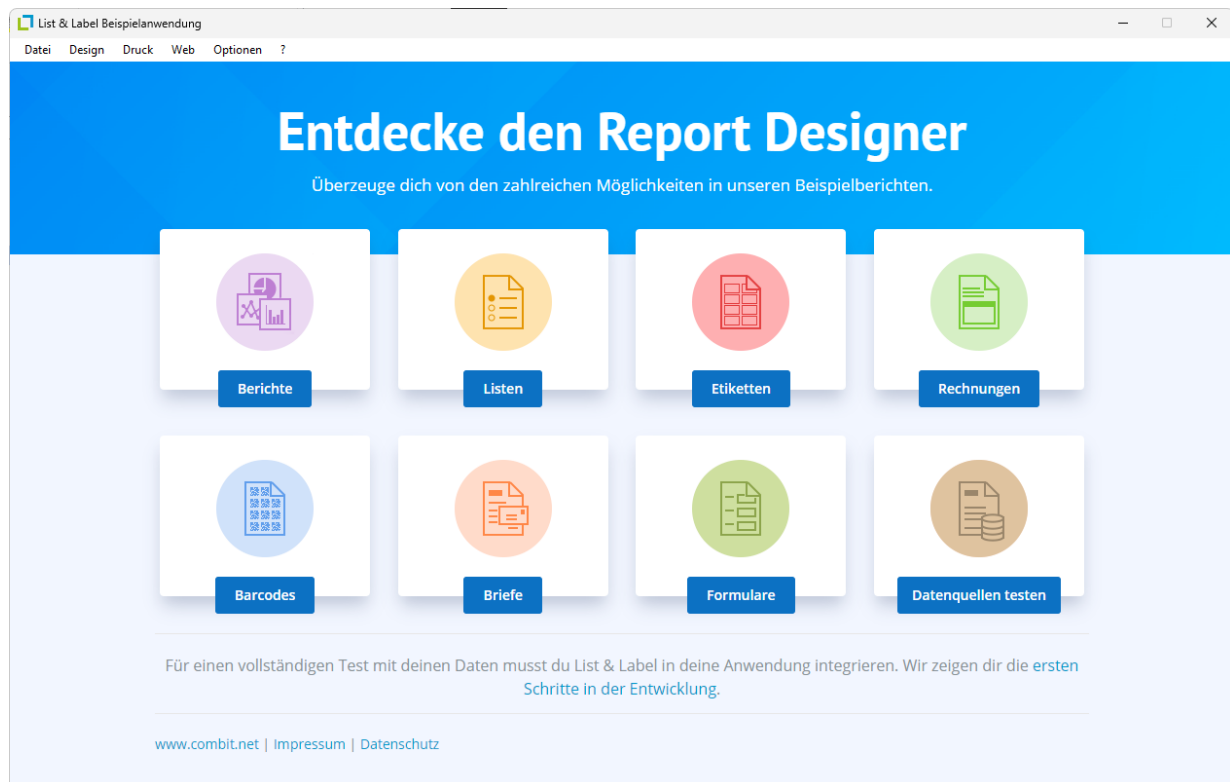 List & Label Beispielanwendung
Datei Design Druck Web Optionen ?
Entdecke den Report Designer
Überzeuge dich von den zahlreichen Möglichkeiten in unseren Beispielberichten.
Berichte Listen Etiketten Rechnungen
Barcodes Briefe Formulare Datenquellen testen
Für einen vollständigen Test mit deinen Daten musst du List & Label in deine Anwendung integrieren. Wir zeigen dir die ersten
Schritte in der Entwicklung.
www.combit.net | Impressum | Datenschutz